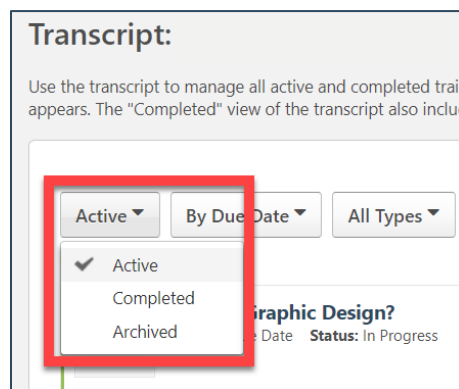 Transcript:
Use the transcript to manage all active and completed trai
appears. The "Completed" view of the transcript also inclu
Active By Due Date All Types
Active
Completed
Graphic Design?
Archived
Date Status: In Progress